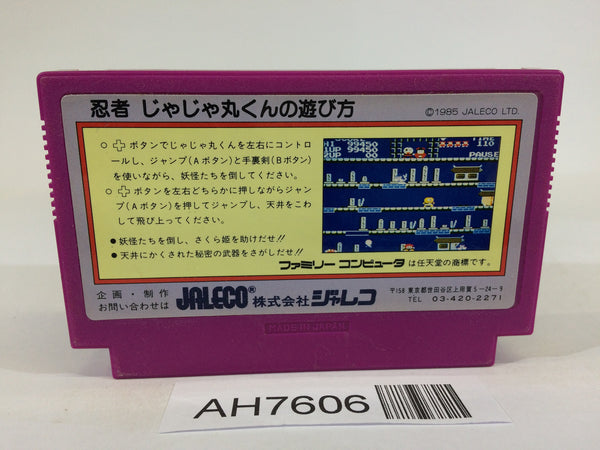 忍者 じゃじゃ丸くんの遊び方
©1985 JALECO LTD.
○ ボタンでじゃじゃ丸くんを左右にコントロ
ールし、ジャンプ(Aボタン)と手裏剣(Bボタン)
を使いながら、妖怪たちを倒してください。
○ ボタンを左右どちらかに押しながらジャン
プ(Aボタン)を押してジャンプし、天井をこわ
して飛び上ってください。
●妖怪たちを倒し、さくら姫を助けだせ!!
●天井にかくされた秘密の武器をさがしだせ!!
HI 99450
1UP 99450
2UP 00
TIME
110
PAUSE
ファミリー コンピュータ は任天堂の商標です。
企画・制作
お問い合わせは
JALECO® 株式会社ジャレコ
〒158 東京都世田谷区上用賀5-24-9
TEL 03-420-2271
MADE IN JAPAN
AH7606